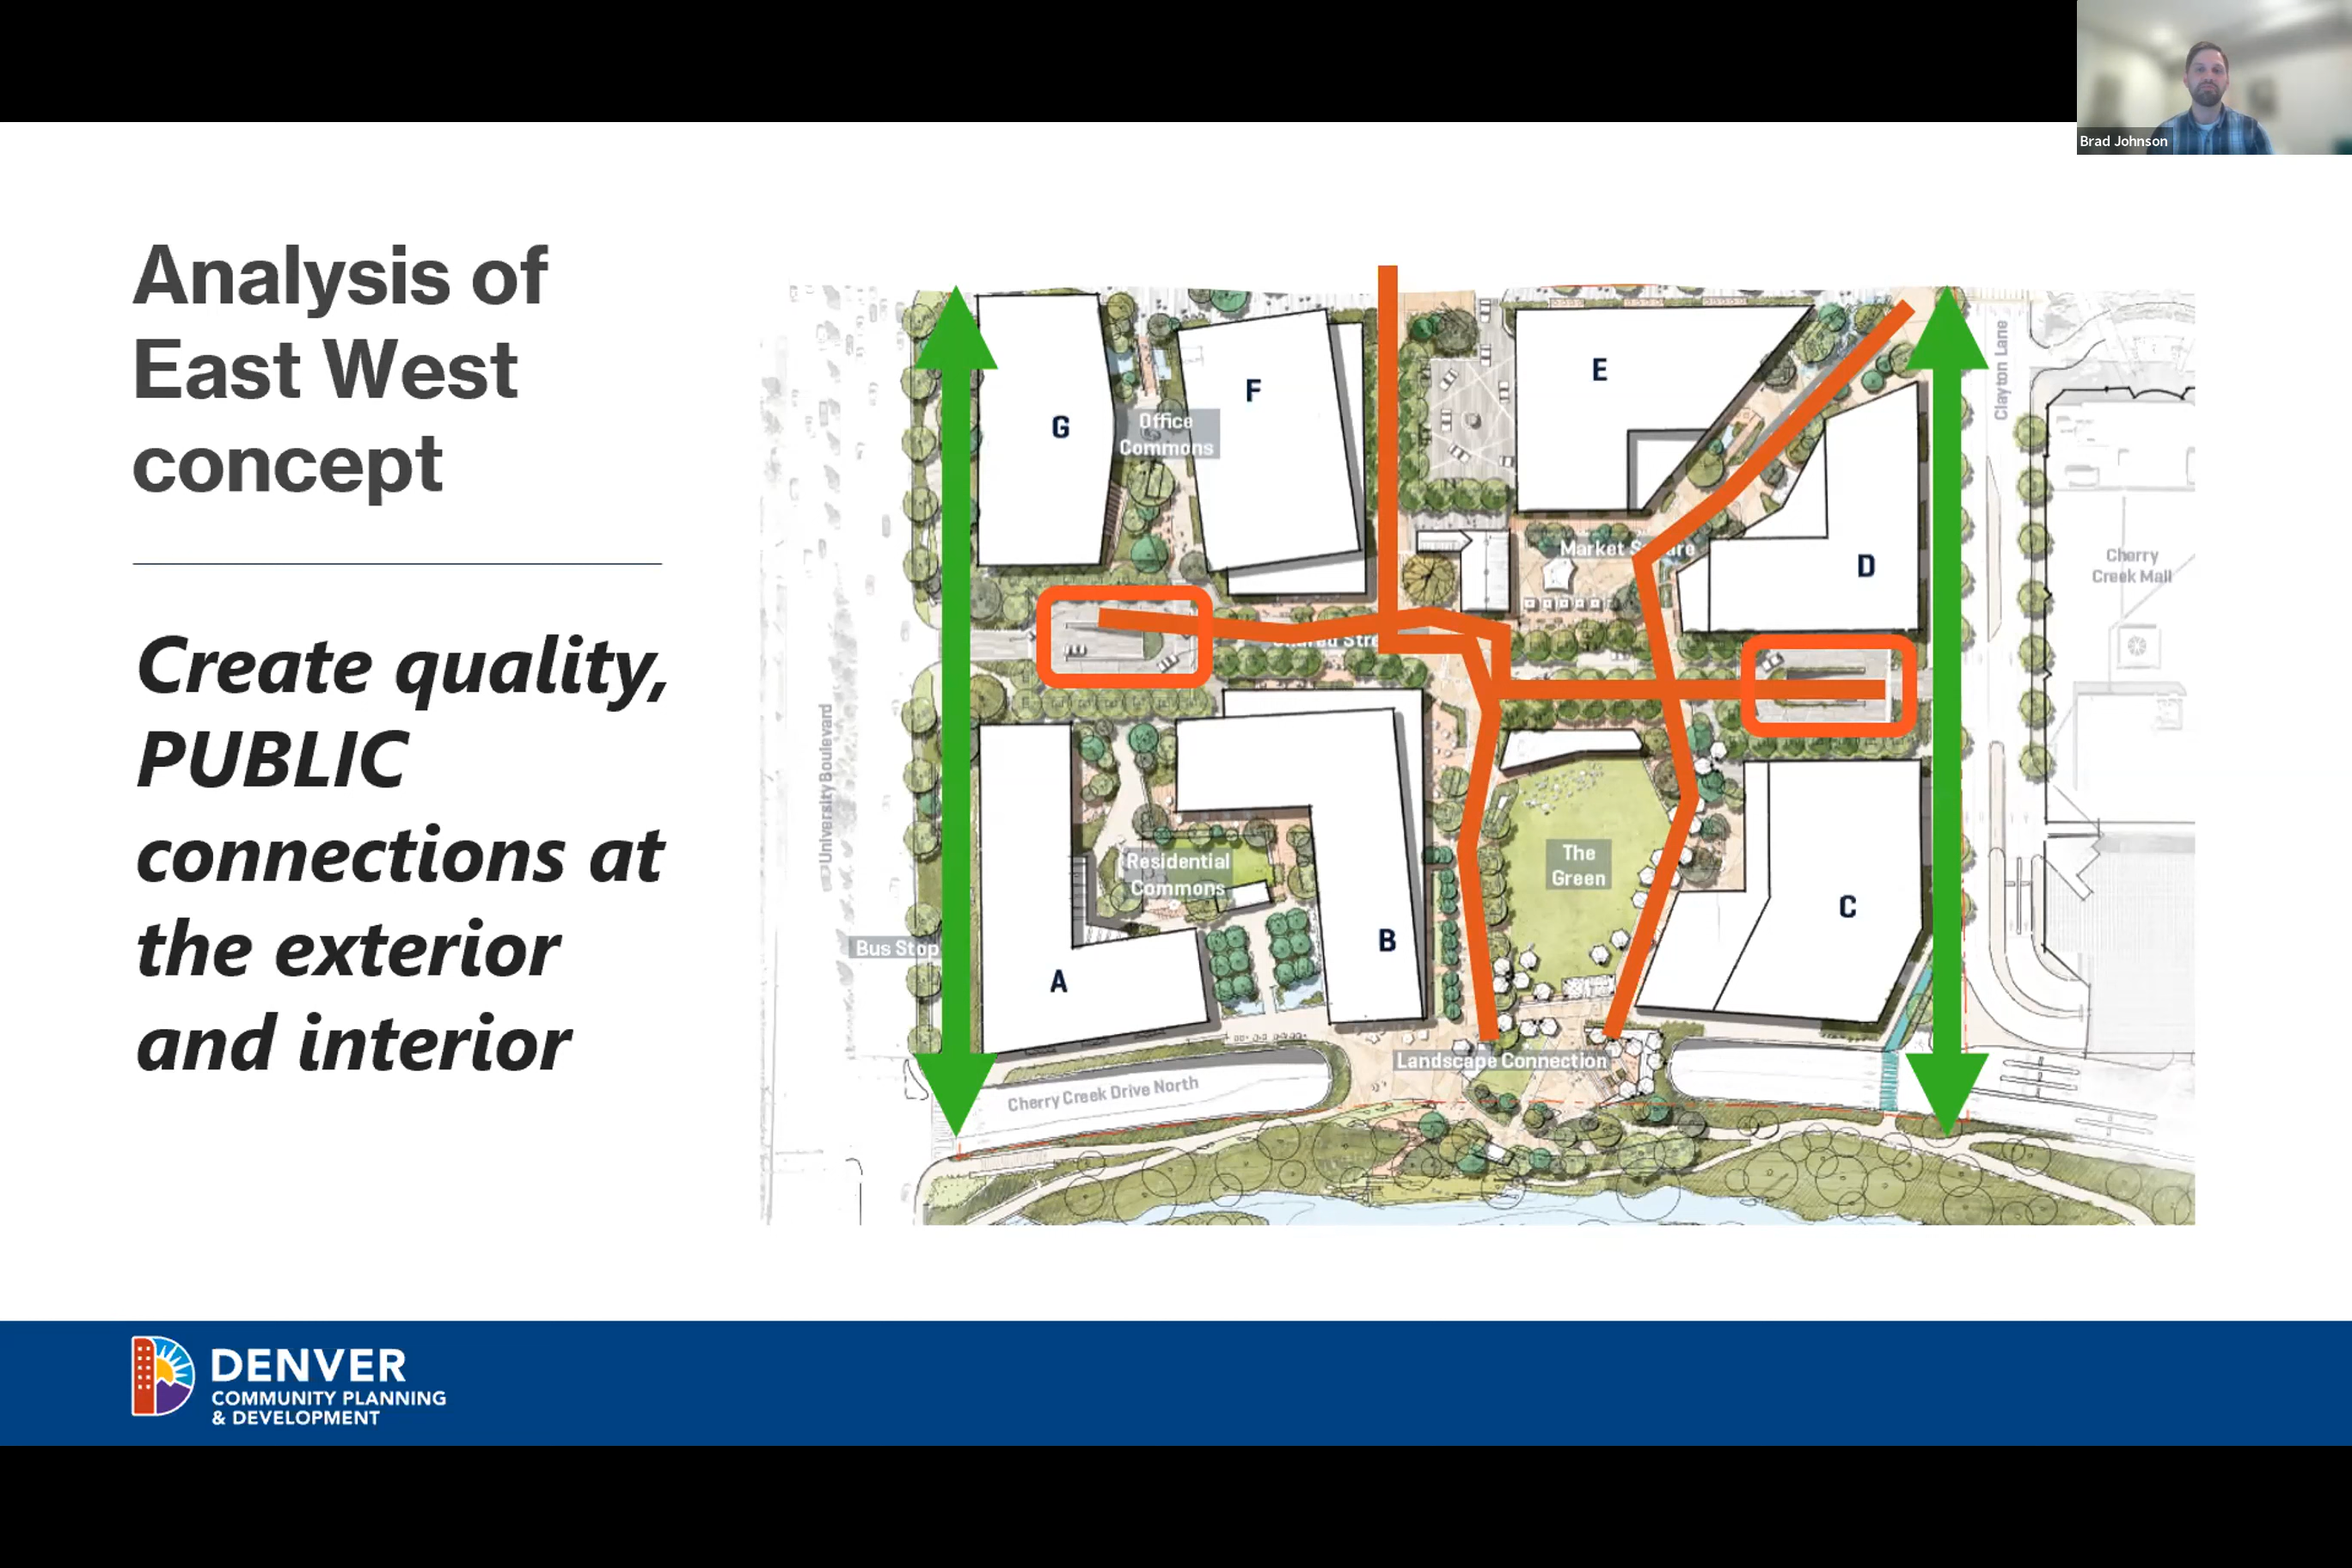 Brad Johnson
Analysis of
East West
concept
Create quality,
PUBLIC
connections at
the exterior
and interior
G
F
E
D
C
B
A
Office
Commons
Market
Clayton Lane
Cherry
Creek Mall
University Boulevard
Residential
Commons
The
Green
Bus Stop
Landscape Connection
Cherry Creek Drive North
DENVER
COMMUNITY PLANNING
& DEVELOPMENT